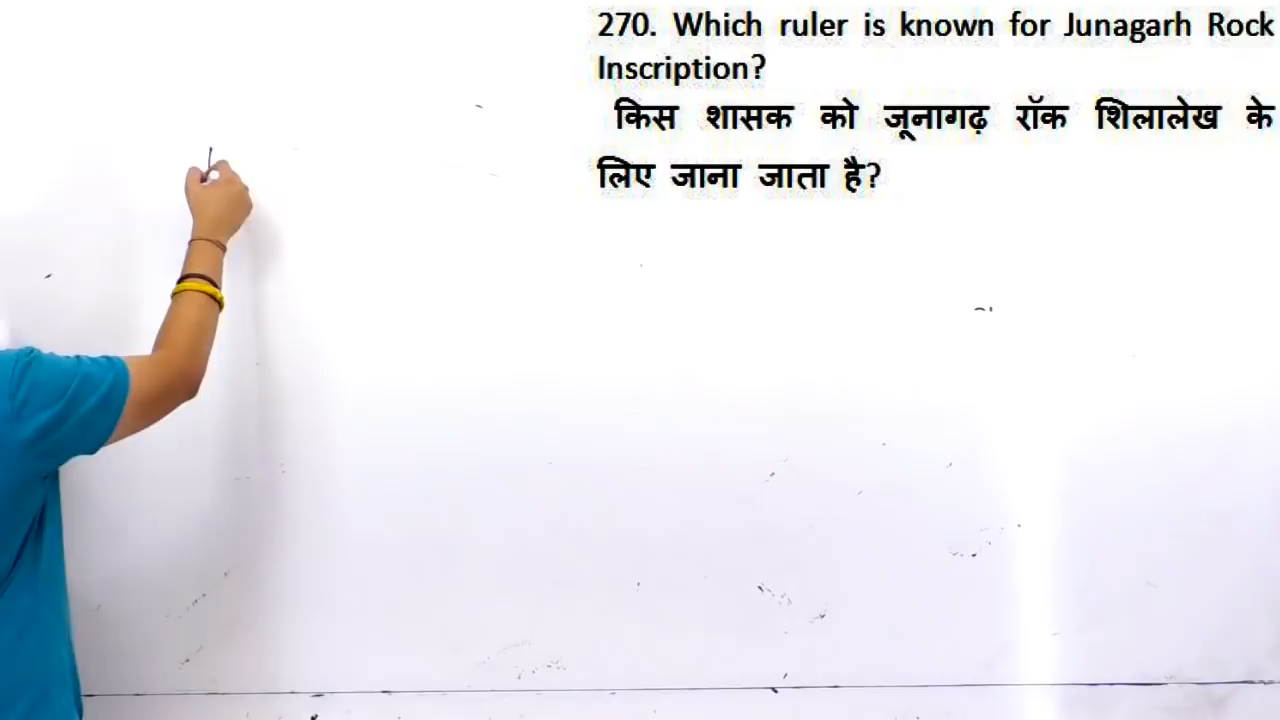 270. Which ruler is known for Junagarh Rock
Inscription?
किस शासक को जूनागढ़ रॉक शिलालेख के
लिए जाना जाता है?